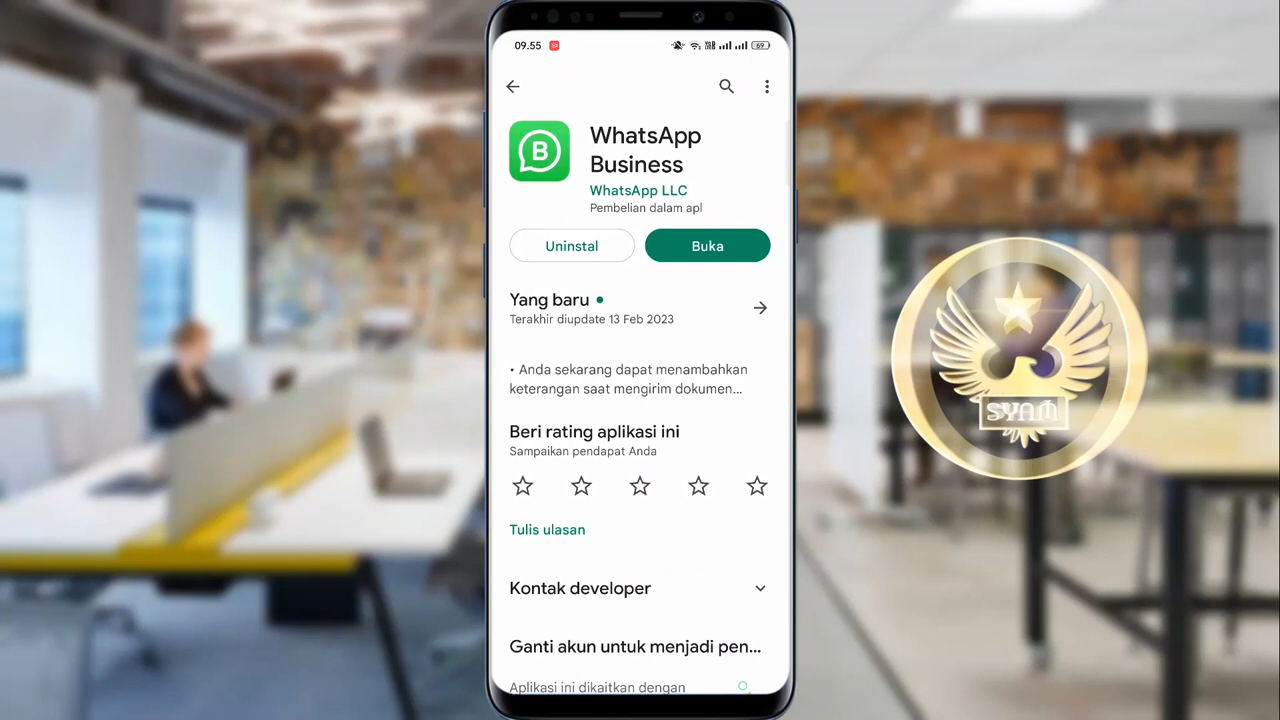 09.55
69
WhatsApp
Business
WhatsApp LLC
Pembelian dalam apl
Uninstal
Buka
Yang baru
Terakhir diupdate 13 Feb 2023
• Anda sekarang dapat menambahkan
keterangan saat mengirim dokumen...
Beri rating aplikasi ini
Sampaikan pendapat Anda
Tulis ulasan
Kontak developer
Ganti akun untuk menjadi pen...
Aplikasi ini dikaitkan dengan
B
SYAM